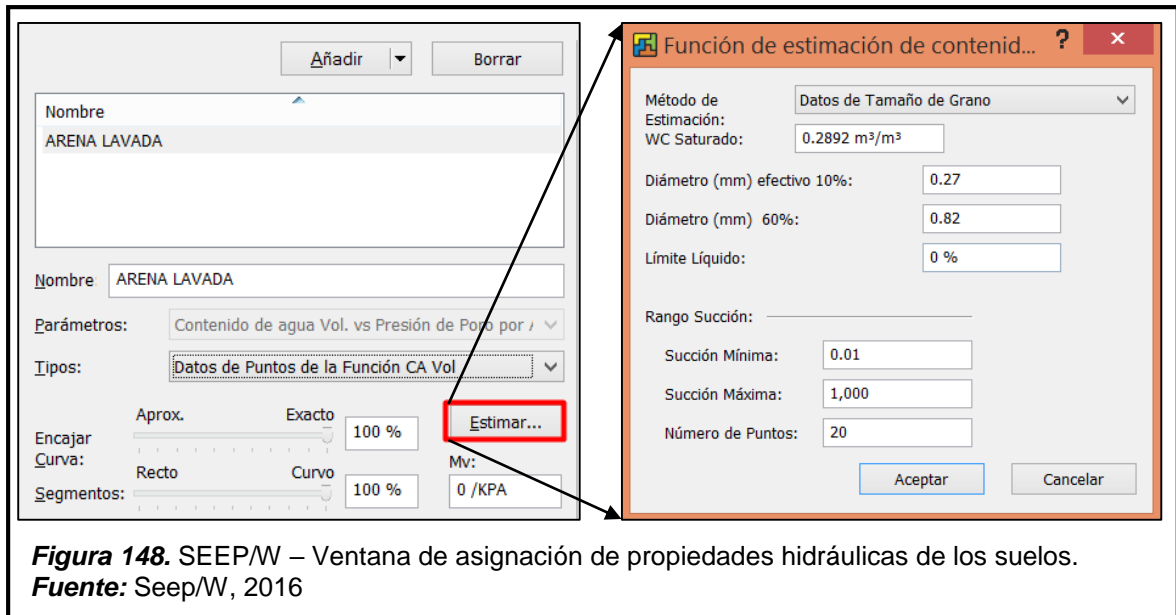 Añadir
Borrar
Nombre
ARENA LAVADA
Nombre ARENA LAVADA
Parámetros: Contenido de agua Vol. vs Presión de Poro por
Tipos: Datos de Puntos de la Función CA Vol
Aprox. Exacto
Encajar Curva: 100 %
Estimar...
Recto Curvo
Segmentos: 100 %
Mv:
0 /KPA
Función de estimación de contenid... ?
Método de Estimación: Datos de Tamaño de Grano
WC Saturado: 0.2892 m³/m³
Diámetro (mm) efectivo 10%: 0.27
Diámetro (mm) 60%: 0.82
Límite Líquido: 0 %
Rango Succión:
Succión Mínima: 0.01
Succión Máxima: 1,000
Número de Puntos: 20
Aceptar Cancelar
Figura 148. SEEP/W – Ventana de asignación de propiedades hidráulicas de los suelos.
Fuente: Seep/W, 2016